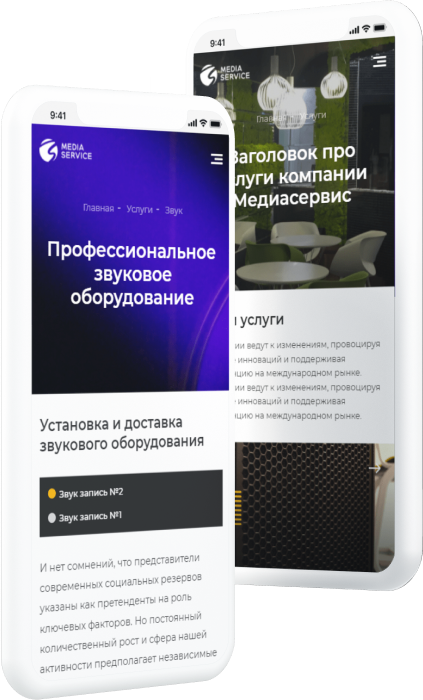 9:41
MEDIA
SERVICE
Главная - Услуги - Звук
Профессиональное
звуковое
оборудование
Установка и доставка
звукового оборудования
Звук запись №2
Звук запись №1
И нет сомнений, что представители
современных социальных резервов
указаны как претенденты на роль
ключевых факторов. Но постоянный
количественный рост и сфера нашей
активности предполагает независимые
9:41
MEDIA
SERVICE
Заголовок про
луги компании
Медиасервис
услуги
ии ведут к изменениям, провоцируя
инноваций и поддерживая
цию на международном рынке.
ии ведут к изменениям, провоцируя
инноваций и поддерживая
цию на международном рынке.